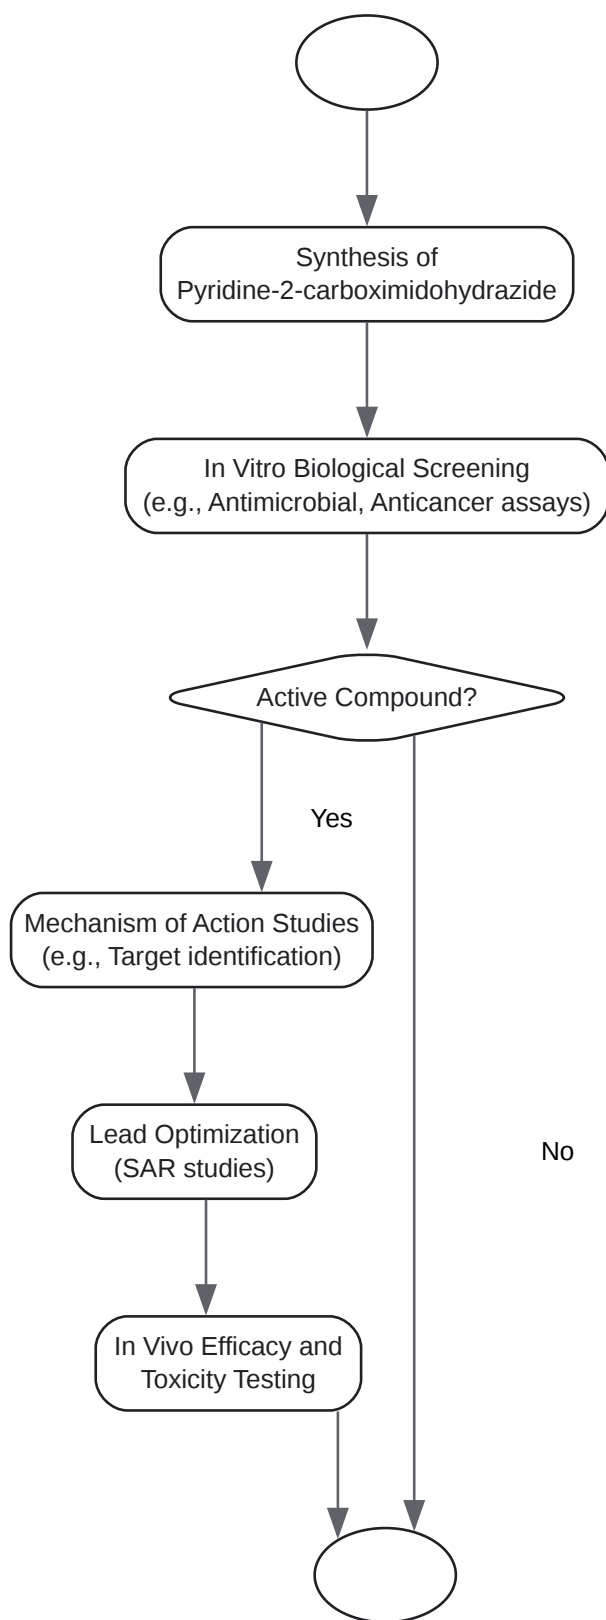 Synthesis of
Pyridine-2-carboximidohydrazide
In Vitro Biological Screening
(e.g., Antimicrobial, Anticancer assays)
Active Compound?
Yes
Mechanism of Action Studies
(e.g., Target identification)
Lead Optimization
(SAR studies)
No
In Vivo Efficacy and
Toxicity Testing